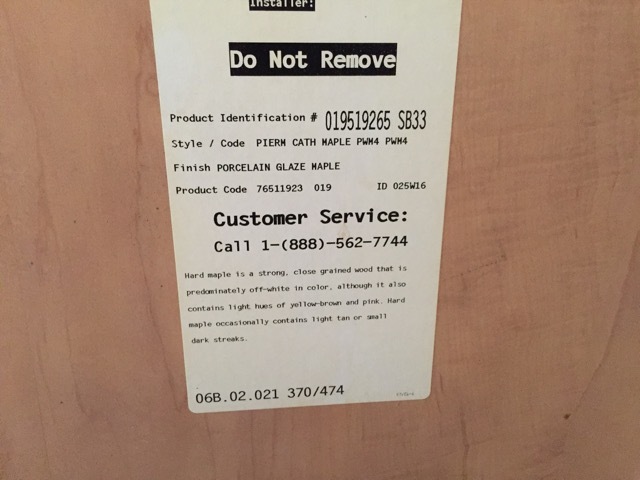 Installer:
Do Not Remove
Product Identification # 019519265 SB33
Style / Code PIERM CATH MAPLE PWM4 PWM4
Finish PORCELAIN GLAZE MAPLE
Product Code 76511923 019 ID 025W16
Customer Service:
Call 1-(888)-562-7744
Hard maple is a strong, close grained wood that is
predominately off-white in color, although it also
contains light hues of yellow-brown and pink. Hard
maple occasionally contains light tan or small
dark streaks.
06B.02.021 370/474